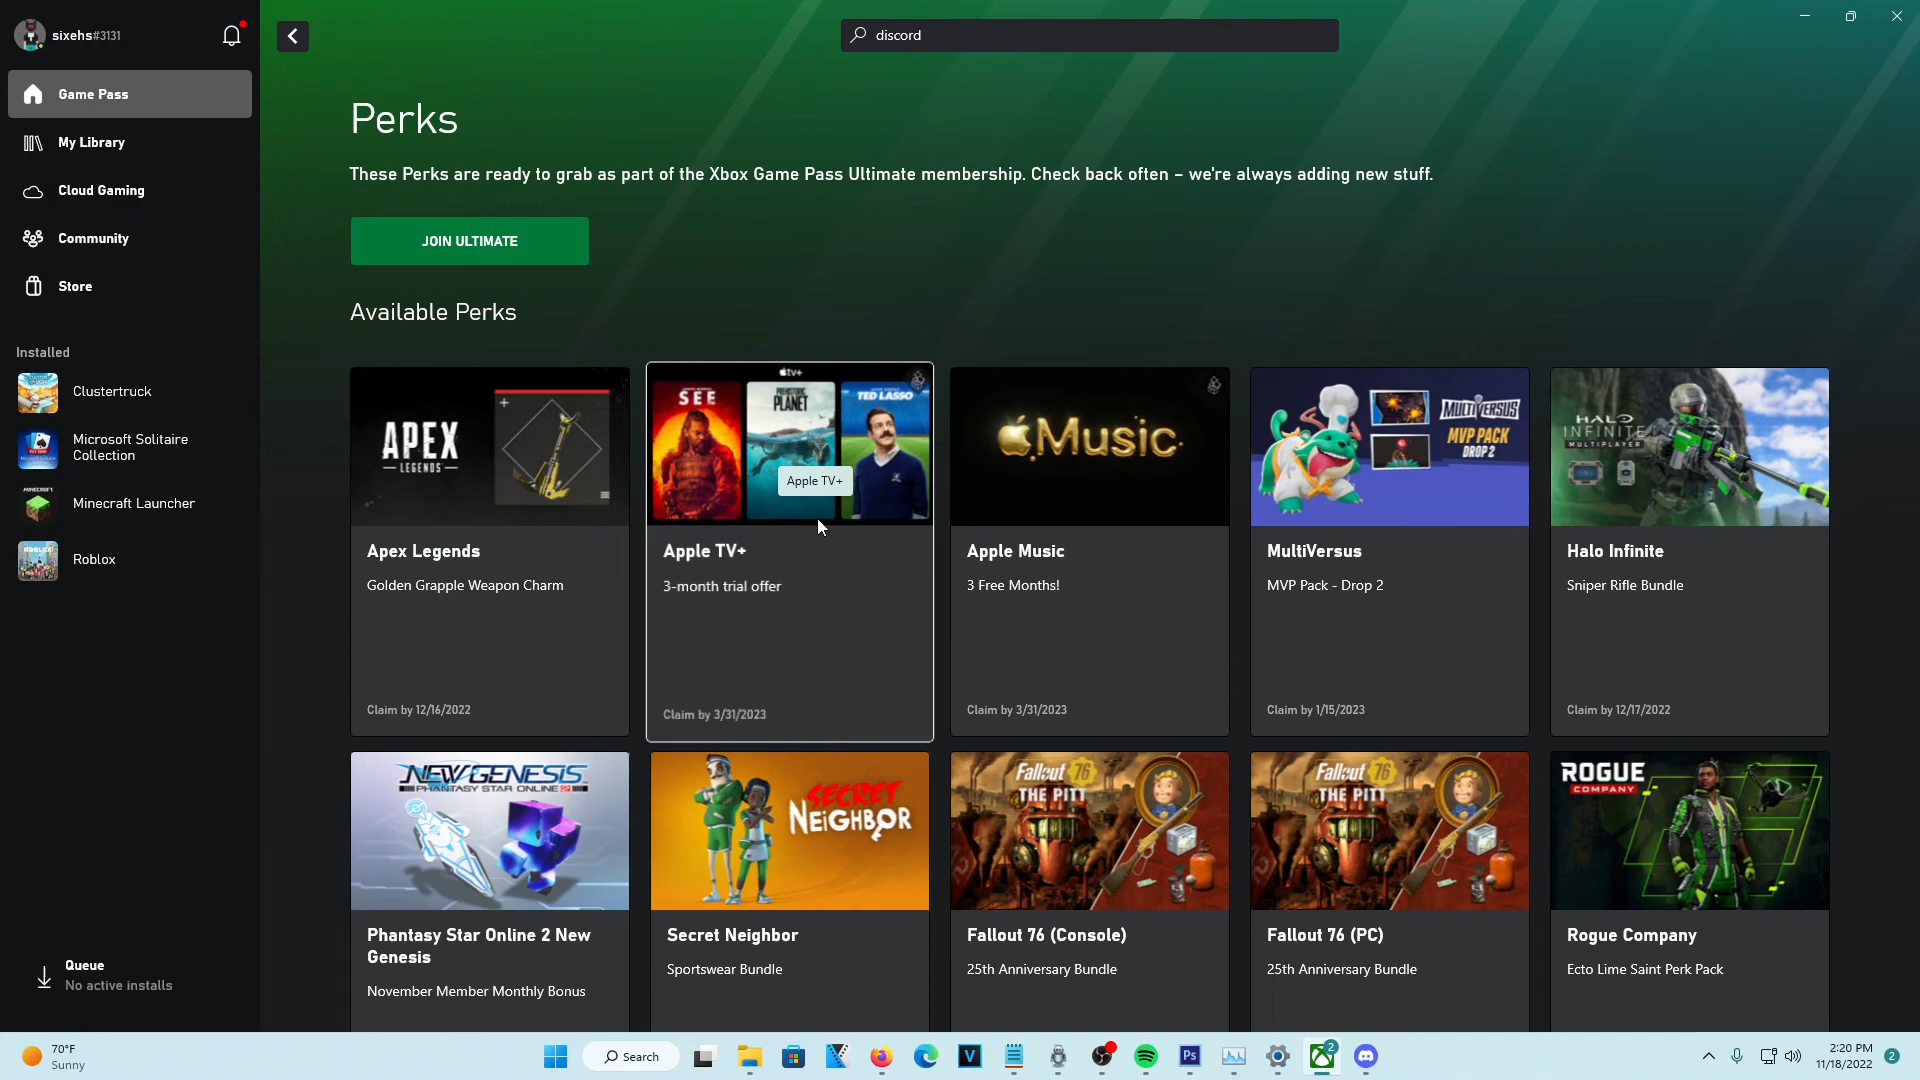 sixehs#3131
discord
Game Pass
My Library
Cloud Gaming
Community
Store
Installed
Clustertruck
Microsoft Solitaire
Collection
Minecraft Launcher
MINECRAFT
Roblox
ROBLOX
Queue
No active installs
Perks
These Perks are ready to grab as part of the Xbox Game Pass Ultimate membership. Check back often – we're always adding new stuff.
JOIN ULTIMATE
Available Perks
APEX
LEGENDS
Apex Legends
Golden Grapple Weapon Charm
Claim by 12/16/2022
tv+
SEE
PREHISTORIC
PLANET
TED LASSO
Apple TV+
Apple TV+
3-month trial offer
Claim by 3/31/2023
Music
Apple Music
3 Free Months!
Claim by 3/31/2023
MULTIVERSUS
MVP PACK
DROP 2
MultiVersus
MVP Pack - Drop 2
Claim by 1/15/2023
HALO
INFINITE
MULTIPLAYER
Halo Infinite
Sniper Rifle Bundle
Claim by 12/17/2022
NEW GENESIS
PHANTASY STAR ONLINE 2
Phantasy Star Online 2 New
Genesis
November Member Monthly Bonus
SECRET
NEIGHBOR
Secret Neighbor
Sportswear Bundle
Fallout 76
THE PITT
Fallout 76 (Console)
25th Anniversary Bundle
Fallout 76
THE PITT
Fallout 76 (PC)
25th Anniversary Bundle
ROGUE
COMPANY
Rogue Company
Ecto Lime Saint Perk Pack
70°F
Sunny
Search
V
Ps
2
2:20 PM
11/18/2022
2